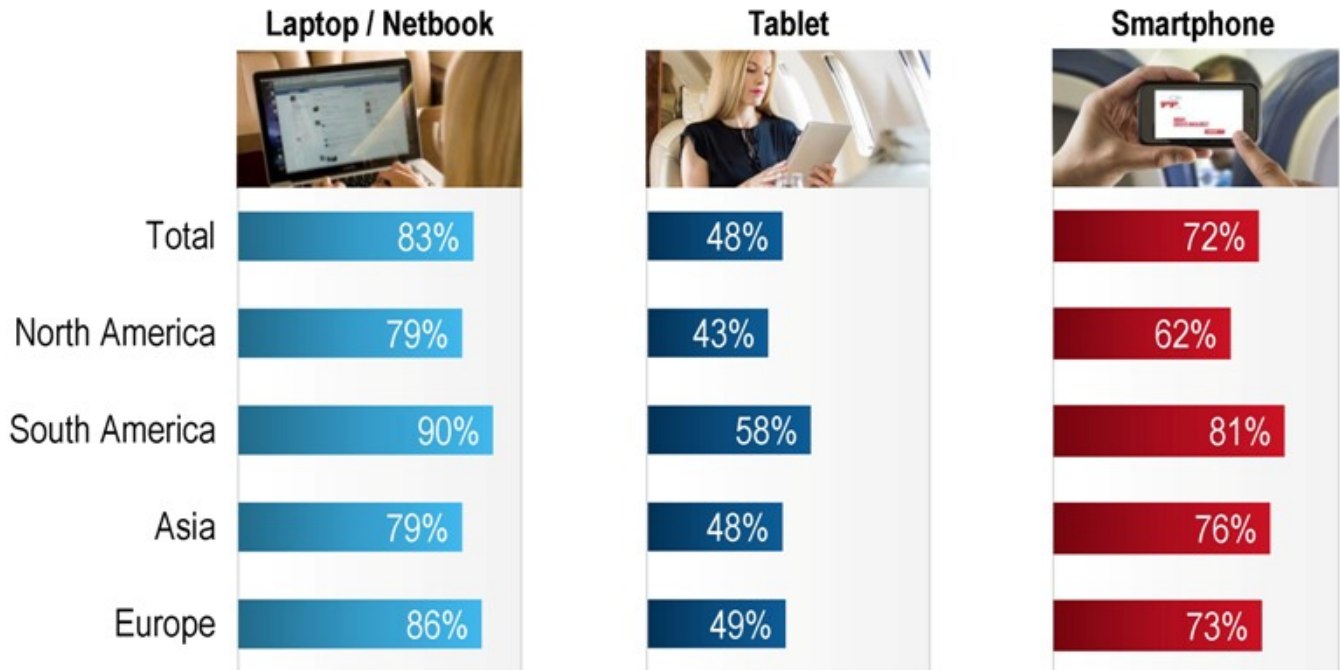 Laptop / Netbook Tablet Smartphone
Total 83% 48% 72%
North America 79% 43% 62%
South America 90% 58% 81%
Asia 79% 48% 76%
Europe 86% 49% 73%